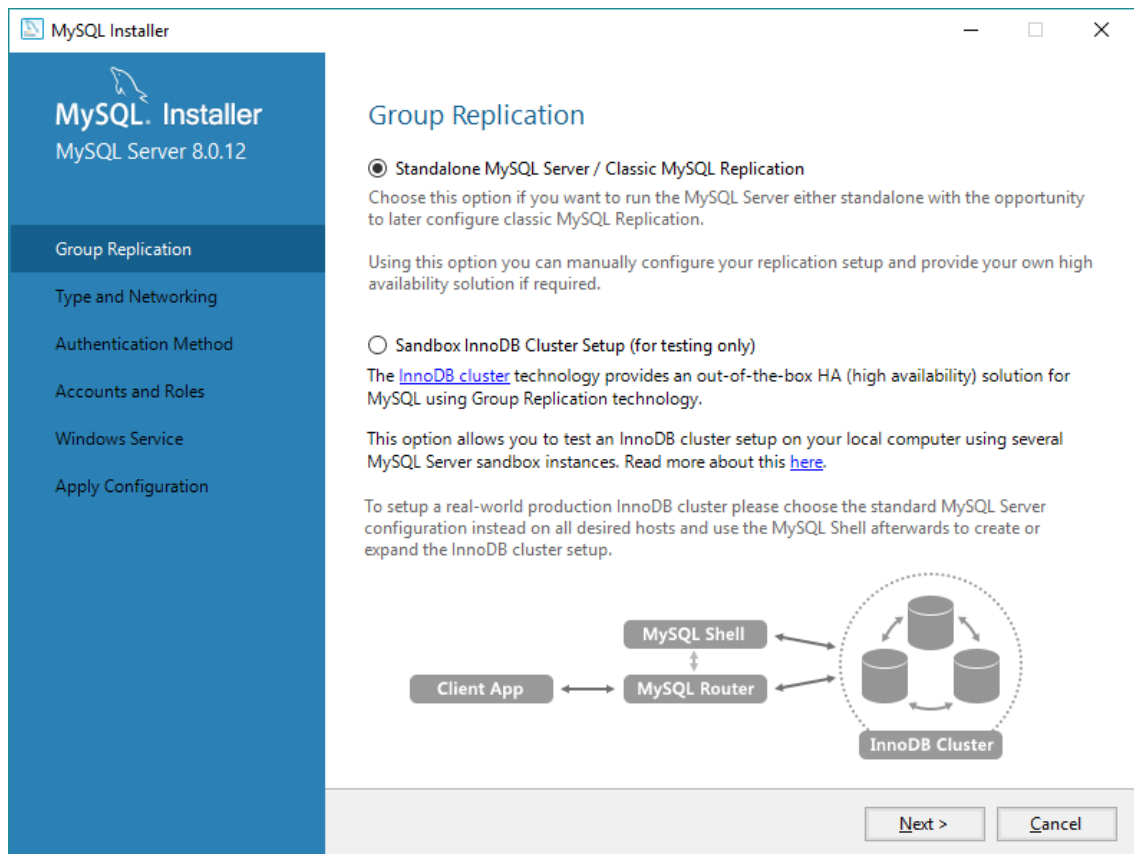 MySQL Installer
MySQL. Installer
MySQL Server 8.0.12
Group Replication
Type and Networking
Authentication Method
Accounts and Roles
Windows Service
Apply Configuration
Group Replication
Standalone MySQL Server / Classic MySQL Replication
Choose this option if you want to run the MySQL Server either standalone with the opportunity
to later configure classic MySQL Replication.
Using this option you can manually configure your replication setup and provide your own high
availability solution if required.
Sandbox InnoDB Cluster Setup (for testing only)
The InnoDB cluster technology provides an out-of-the-box HA (high availability) solution for
MySQL using Group Replication technology.
This option allows you to test an InnoDB cluster setup on your local computer using several
MySQL Server sandbox instances. Read more about this here.
To setup a real-world production InnoDB cluster please choose the standard MySQL Server
configuration instead on all desired hosts and use the MySQL Shell afterwards to create or
expand the InnoDB cluster setup.
MySQL Shell
Client App
MySQL Router
InnoDB Cluster
Next >
Cancel